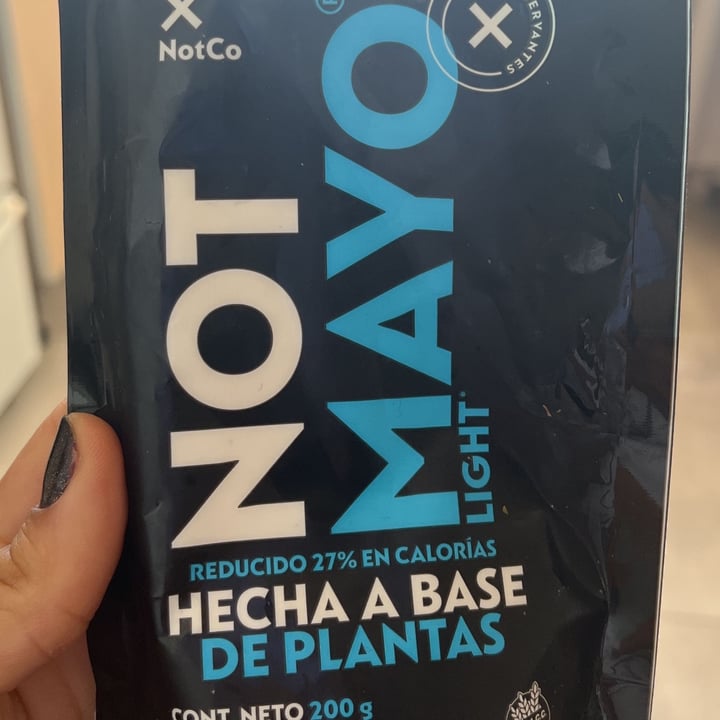 NotCo
NOT
MAYO
LIGHT
REDUCIDO 27% EN CALORÍAS
HECHA A BASE
DE PLANTAS
CONT. NETO 200 g